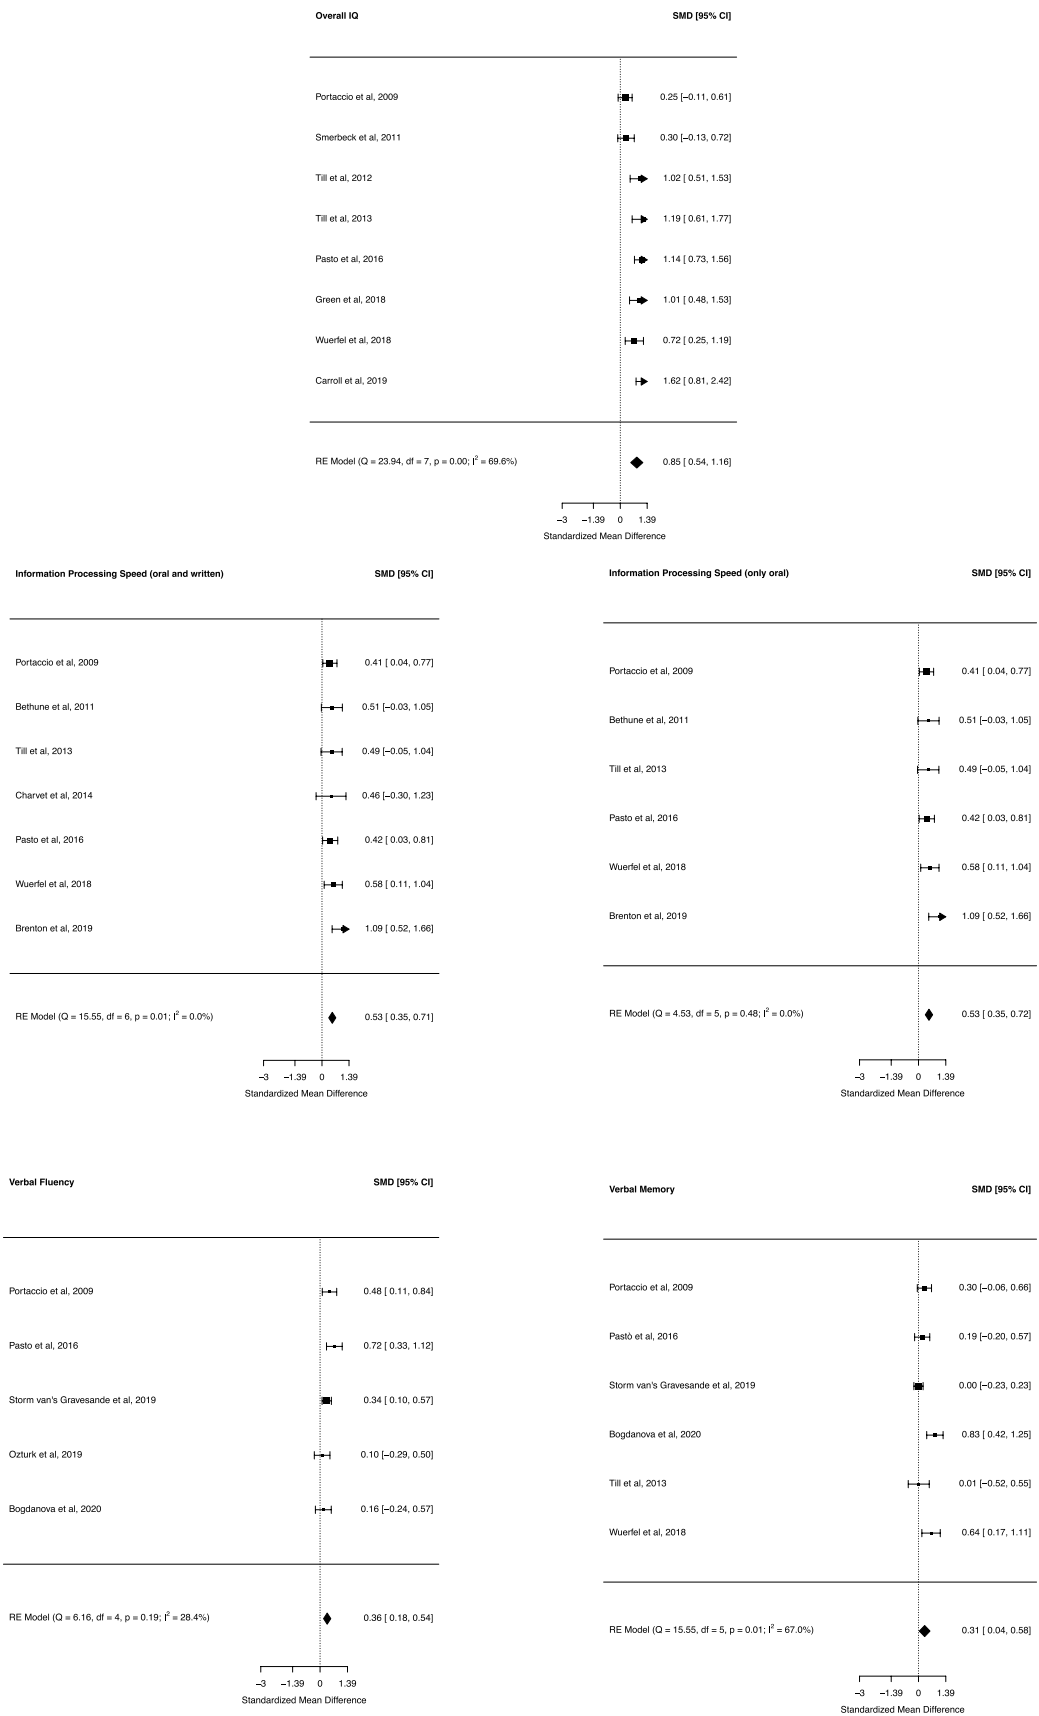 Overall IQ SMD [95% CI]
Portaccio et al, 2009 0.25 [−0.11, 0.61]
Smerbeck et al, 2011 0.30 [−0.13, 0.72]
Till et al, 2012 1.02 [ 0.51, 1.53]
Till et al, 2013 1.19 [ 0.61, 1.77]
Pasto et al, 2016 1.14 [ 0.73, 1.56]
Green et al, 2018 1.01 [ 0.48, 1.53]
Wuerfel et al, 2018 0.72 [ 0.25, 1.19]
Carroll et al, 2019 1.62 [ 0.81, 2.42]
RE Model (Q = 23.94, df = 7, p = 0.00; I² = 69.6%) 0.85 [ 0.54, 1.16]
−3 −1.39 0 1.39
Standardized Mean Difference
Information Processing Speed (oral and written) SMD [95% CI]
Portaccio et al, 2009 0.41 [ 0.04, 0.77]
Bethune et al, 2011 0.51 [−0.03, 1.05]
Till et al, 2013 0.49 [−0.05, 1.04]
Charvet et al, 2014 0.46 [−0.30, 1.23]
Pasto et al, 2016 0.42 [ 0.03, 0.81]
Wuerfel et al, 2018 0.58 [ 0.11, 1.04]
Brenton et al, 2019 1.09 [ 0.52, 1.66]
RE Model (Q = 15.55, df = 6, p = 0.01; I² = 0.0%) 0.53 [ 0.35, 0.71]
−3 −1.39 0 1.39
Standardized Mean Difference
Information Processing Speed (only oral) SMD [95% CI]
Portaccio et al, 2009 0.41 [ 0.04, 0.77]
Bethune et al, 2011 0.51 [−0.03, 1.05]
Till et al, 2013 0.49 [−0.05, 1.04]
Pasto et al, 2016 0.42 [ 0.03, 0.81]
Wuerfel et al, 2018 0.58 [ 0.11, 1.04]
Brenton et al, 2019 1.09 [ 0.52, 1.66]
RE Model (Q = 4.53, df = 5, p = 0.48; I² = 0.0%) 0.53 [ 0.35, 0.72]
−3 −1.39 0 1.39
Standardized Mean Difference
Verbal Fluency SMD [95% CI]
Portaccio et al, 2009 0.48 [ 0.11, 0.84]
Pasto et al, 2016 0.72 [ 0.33, 1.12]
Storm van's Gravesande et al, 2019 0.34 [ 0.10, 0.57]
Ozturk et al, 2019 0.10 [−0.29, 0.50]
Bogdanova et al, 2020 0.16 [−0.24, 0.57]
RE Model (Q = 6.16, df = 4, p = 0.19; I² = 28.4%) 0.36 [ 0.18, 0.54]
−3 −1.39 0 1.39
Standardized Mean Difference
Verbal Memory SMD [95% CI]
Portaccio et al, 2009 0.30 [−0.06, 0.66]
Pastò et al, 2016 0.19 [−0.20, 0.57]
Storm van's Gravesande et al, 2019 0.00 [−0.23, 0.23]
Bogdanova et al, 2020 0.83 [ 0.42, 1.25]
Till et al, 2013 0.01 [−0.52, 0.55]
Wuerfel et al, 2018 0.64 [ 0.17, 1.11]
RE Model (Q = 15.55, df = 5, p = 0.01; I² = 67.0%) 0.31 [ 0.04, 0.58]
−3 −1.39 0 1.39
Standardized Mean Difference